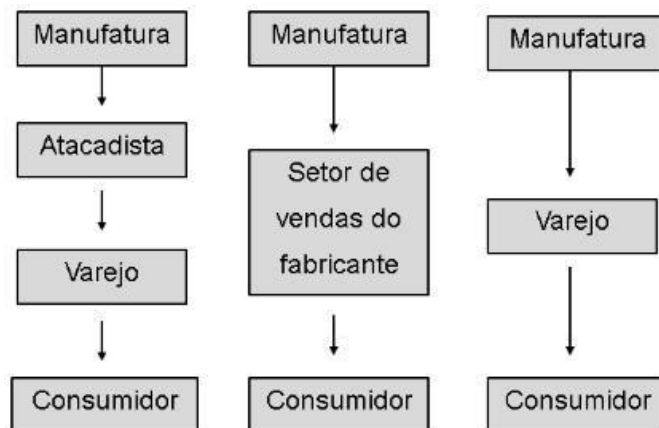 Manufatura
Atacadista
Varejo
Consumidor
Manufatura
Setor de
vendas do
fabricante
Consumidor
Manufatura
Varejo
Consumidor